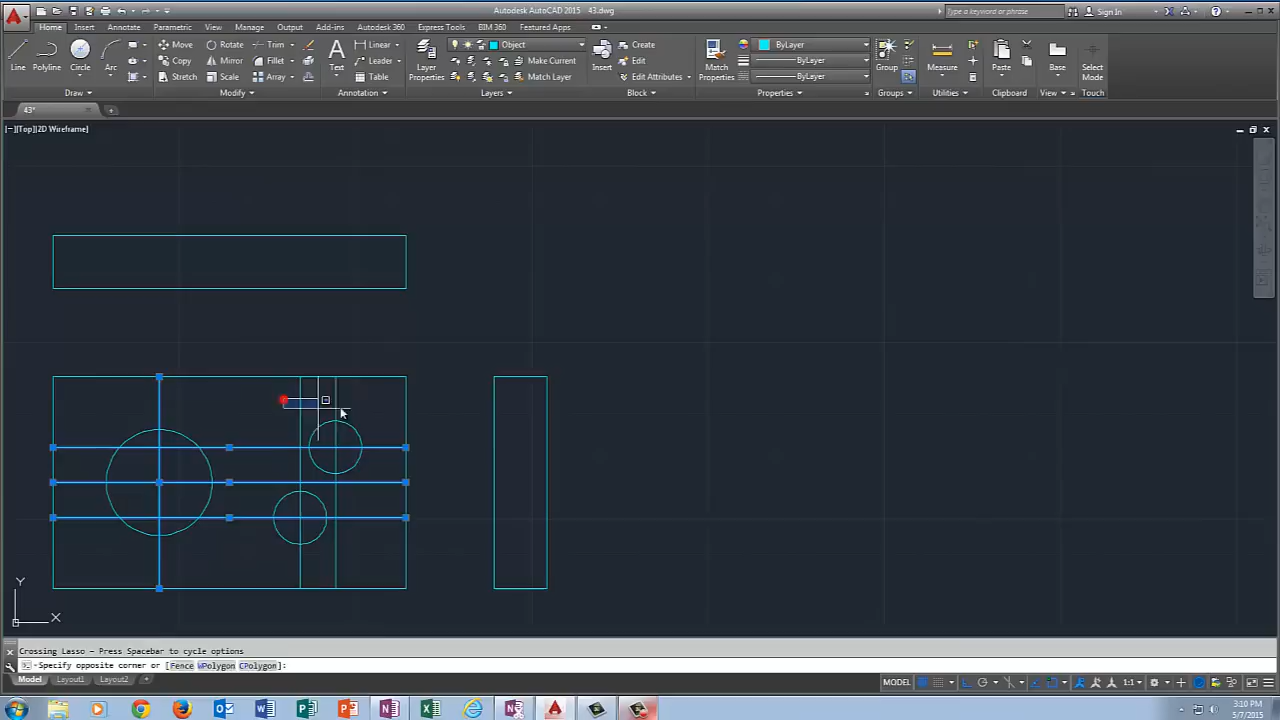 Autodesk AutoCAD 2015 43.dwg
Type a keyword or phrase
Sign In
Home Insert Annotate Parametric View Manage Output Add-ins Autodesk 360 Express Tools BIM 360 Featured Apps
Line Polyline Circle Arc
Move Rotate Trim
Copy Mirror Fillet
Stretch Scale Array
Text
Linear
Leader
Table
Layer Properties
Object
Make Current
Match Layer
Insert
Create
Edit
Edit Attributes
Match Properties
ByLayer
ByLayer
ByLayer
Group
Measure
Paste
Base
Select Mode
Draw Modify Annotation Layers Block Properties Groups Utilities Clipboard View Touch
43*
[−][Top][2D Wireframe]
Y
X
Crossing Lasso - Press Spacebar to cycle options
-Specify opposite corner or [Fence WPolygon CPolygon]:
Model Layout1 Layout2
MODEL
1:1
3:10 PM
5/7/2015